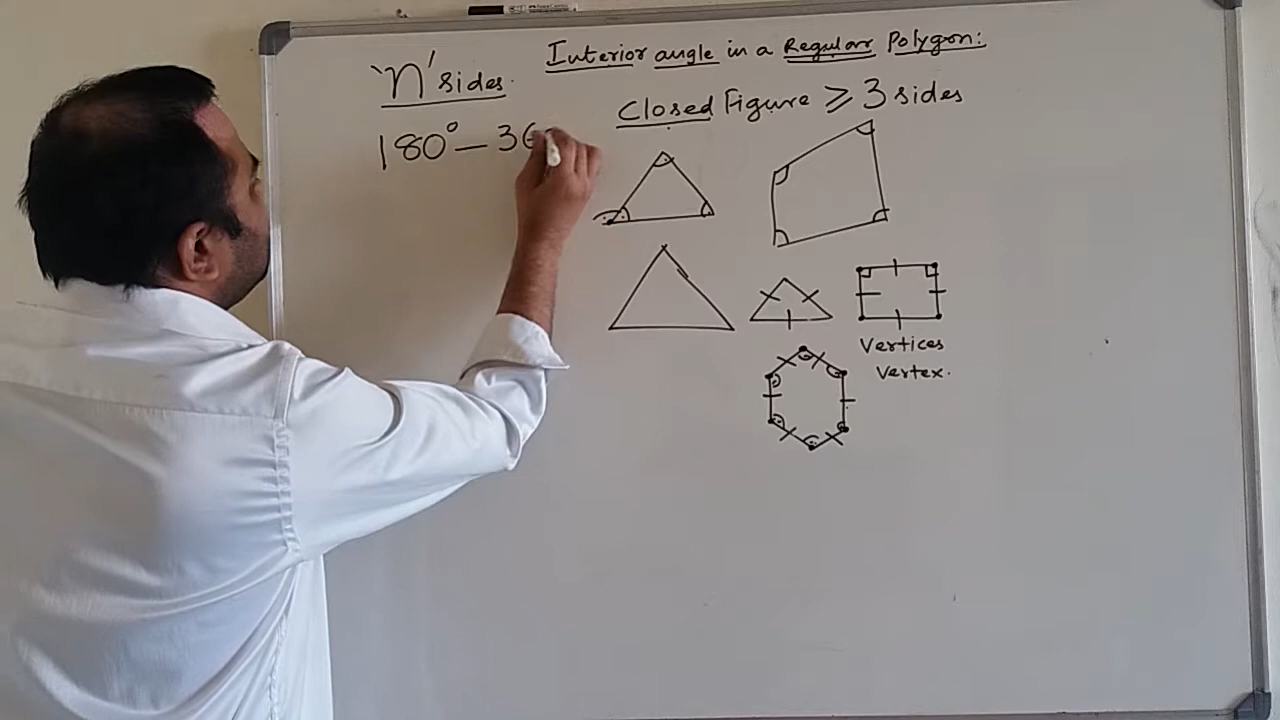 Interior angle in a Regular Polygon:
'n' sides.
Closed Figure ≥ 3 sides
180° - 36
Vertices
Vertex.